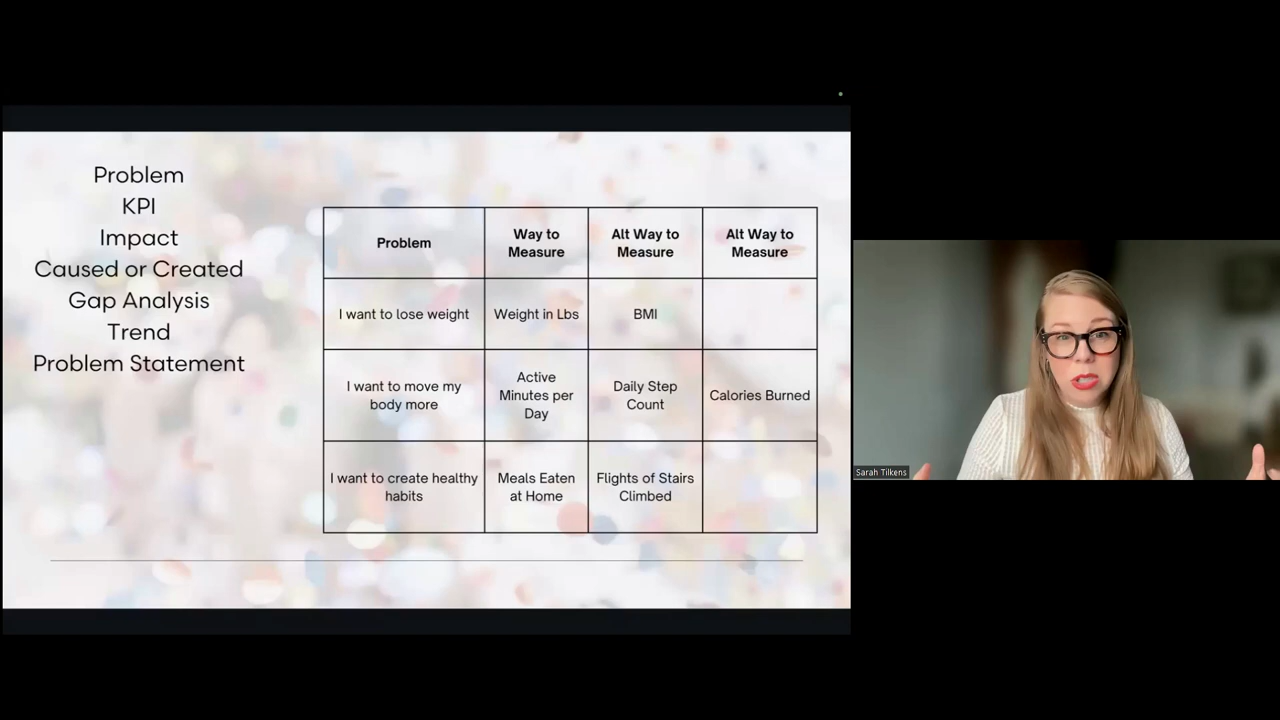 Problem
KPI
Impact
Caused or Created
Gap Analysis
Trend
Problem Statement
Problem
Way to
Measure
Alt Way to
Measure
Alt Way to
Measure
I want to lose weight
Weight in Lbs
BMI
I want to move my
body more
Active
Minutes per
Day
Daily Step
Count
Calories Burned
I want to create healthy
habits
Meals Eaten
at Home
Flights of Stairs
Climbed
Sarah Tilkens